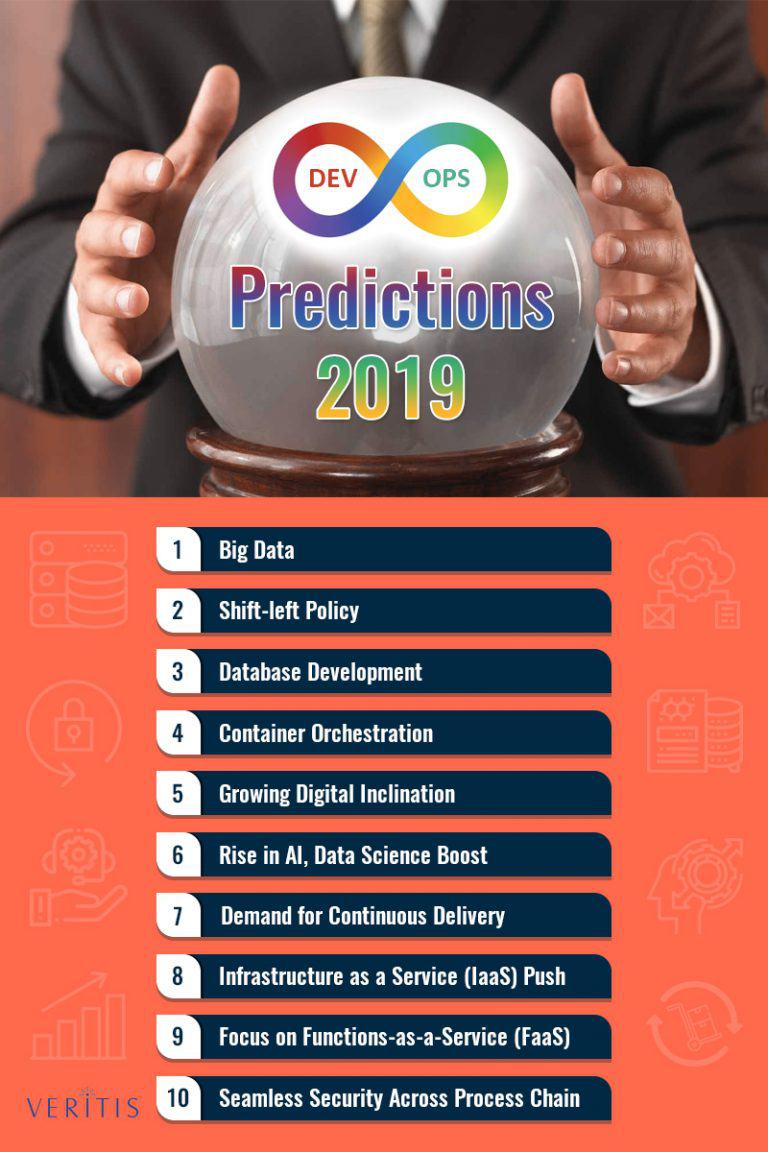 DEV OPS
Predictions
2019
1 Big Data
2 Shift-left Policy
3 Database Development
4 Container Orchestration
5 Growing Digital Inclination
6 Rise in AI, Data Science Boost
7 Demand for Continuous Delivery
8 Infrastructure as a Service (IaaS) Push
9 Focus on Functions-as-a-Service (FaaS)
10 Seamless Security Across Process Chain
VERITIS